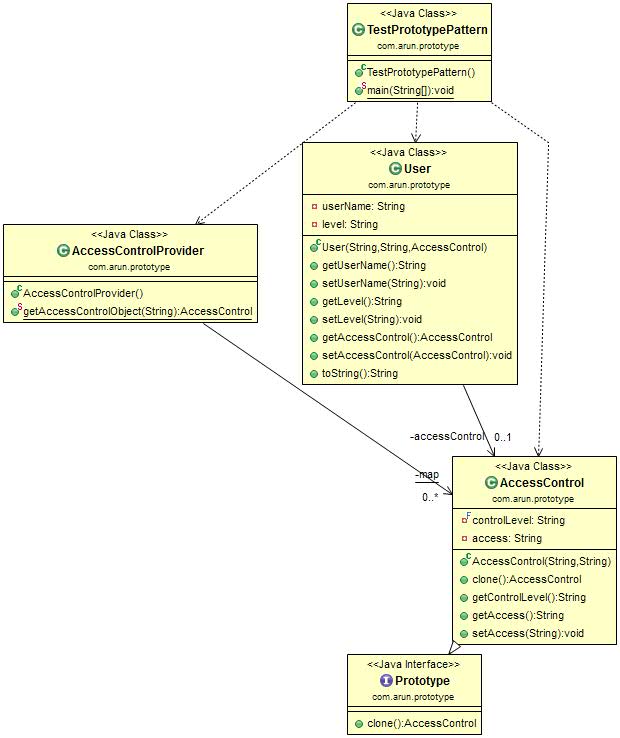 <<Java Class>>
TestPrototypePattern
com.arun.prototype
TestPrototypePattern()
main(String[]):void
<<Java Class>>
User
com.arun.prototype
userName: String
level: String
User(String,String,AccessControl)
getUserName():String
setUserName(String):void
getLevel():String
setLevel(String):void
getAccessControl():AccessControl
setAccessControl(AccessControl):void
toString():String
<<Java Class>>
AccessControlProvider
com.arun.prototype
AccessControlProvider()
getAccessControlObject(String):AccessControl
-accessControl 0..1
-map
0..*
<<Java Class>>
AccessControl
com.arun.prototype
controlLevel: String
access: String
AccessControl(String,String)
clone():AccessControl
getControlLevel():String
getAccess():String
setAccess(String):void
<<Java Interface>>
Prototype
com.arun.prototype
clone():AccessControl